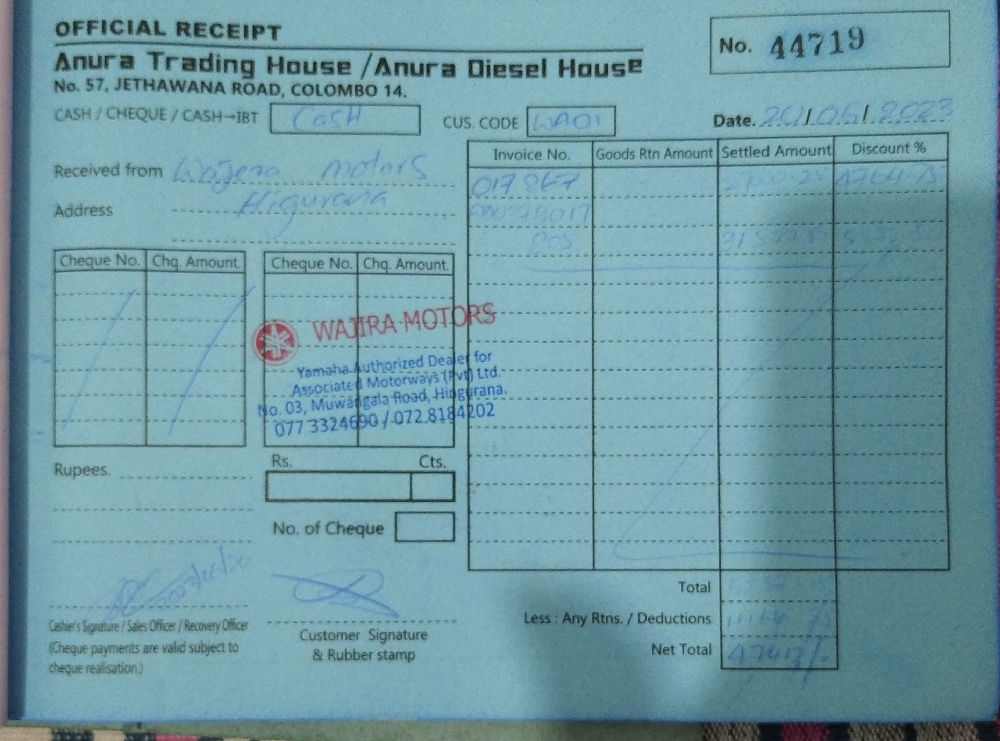 OFFICIAL RECEIPT
No. 44719
Anura Trading House / Anura Diesel House
No. 57, JETHAWANA ROAD, COLOMBO 14.
CASH / CHEQUE / CASH→IBT Cash
CUS. CODE WA01
Date. /06/2023
Received from Wajera motors
Address Higurana
Invoice No. Goods Rtn Amount Settled Amount Discount %
017867
805
Cheque No. Chq. Amount.
Cheque No. Chq. Amount.
WAJIRA MOTORS
Yamaha Authorized Dealer for
Associated Motorways (Pvt) Ltd.
No. 03, Muwangala Road, Hingurana.
077 3324690 / 072 8184202
Rupees.
Rs. Cts.
No. of Cheque
Total
Less : Any Rtns. / Deductions
Net Total
Cashier's Signature / Sales Officer / Recovery Officer
(Cheque payments are valid subject to
cheque realisation.)
Customer Signature
& Rubber stamp